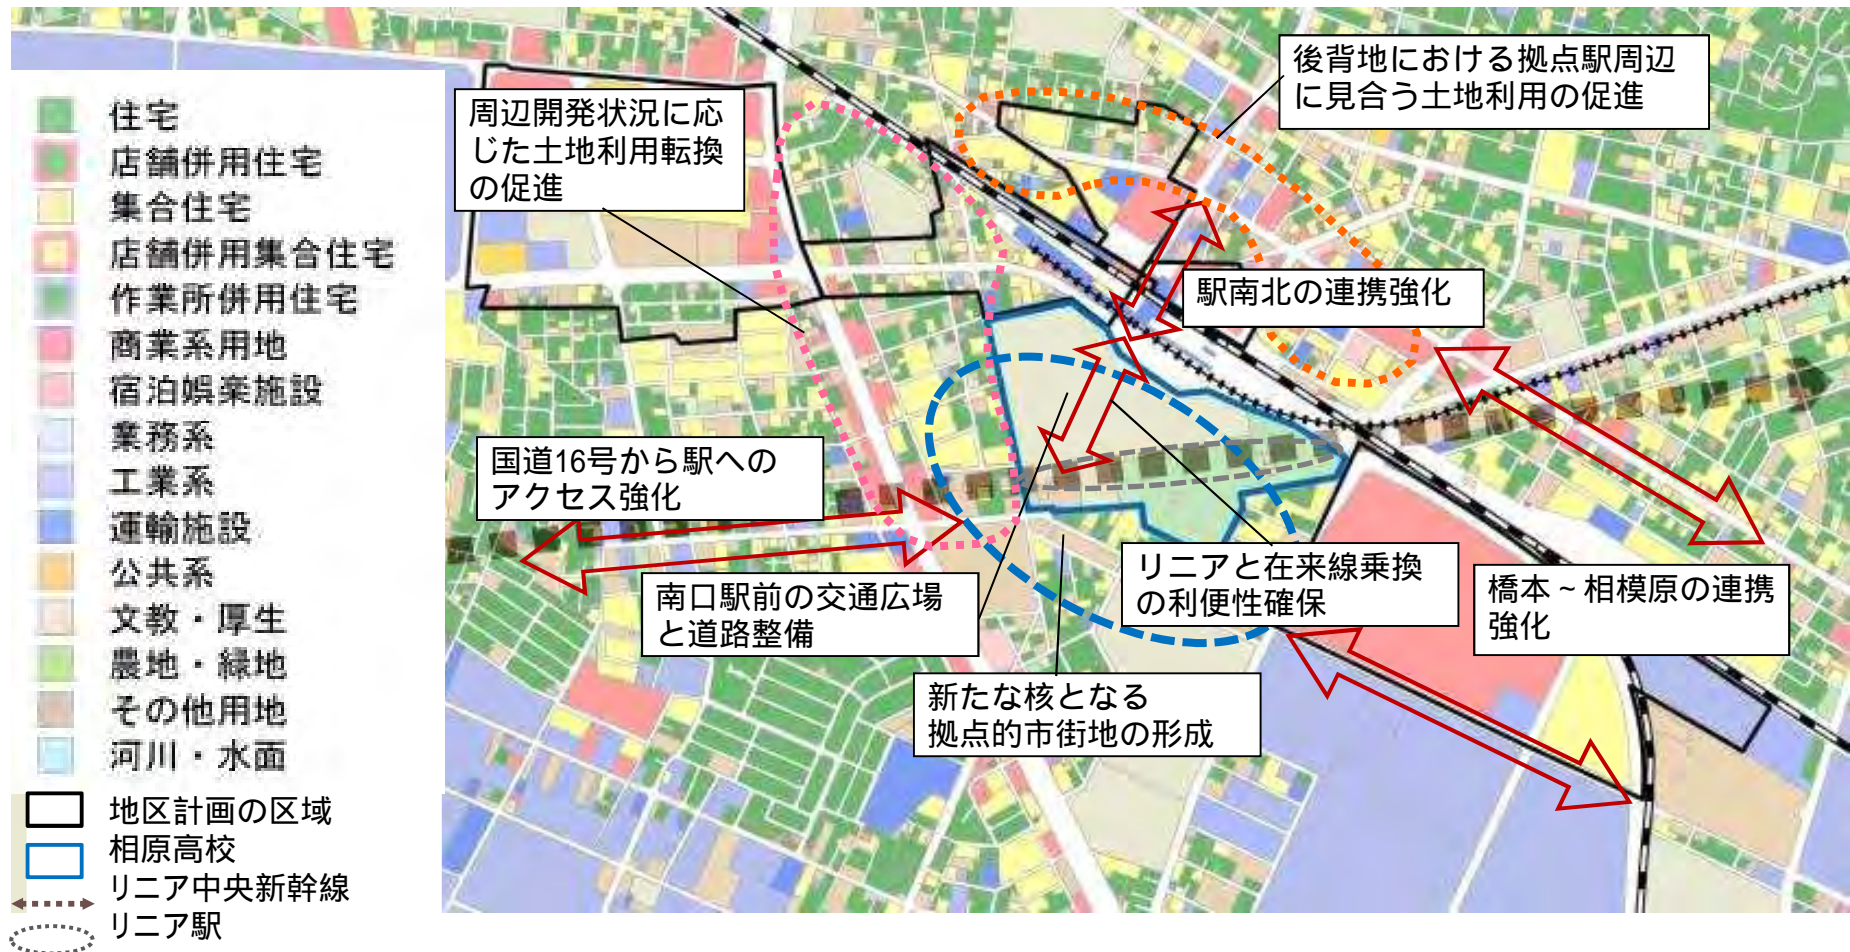 後背地における拠点駅周辺
に見合う土地利用の促進
周辺開発状況に応
じた土地利用転換
の促進
駅南北の連携強化
国道16号から駅への
アクセス強化
リニアと在来線乗換
の利便性確保
橋本~相模原の連携
強化
南口駅前の交通広場
と道路整備
新たな核となる
拠点的市街地の形成
住宅
店舗併用住宅
集合住宅
店舗併用集合住宅
作業所併用住宅
商業系用地
宿泊娯楽施設
業務系
工業系
運輸施設
公共系
文教・厚生
農地・緑地
その他用地
河川・水面
地区計画の区域
相原高校
リニア中央新幹線
リニア駅